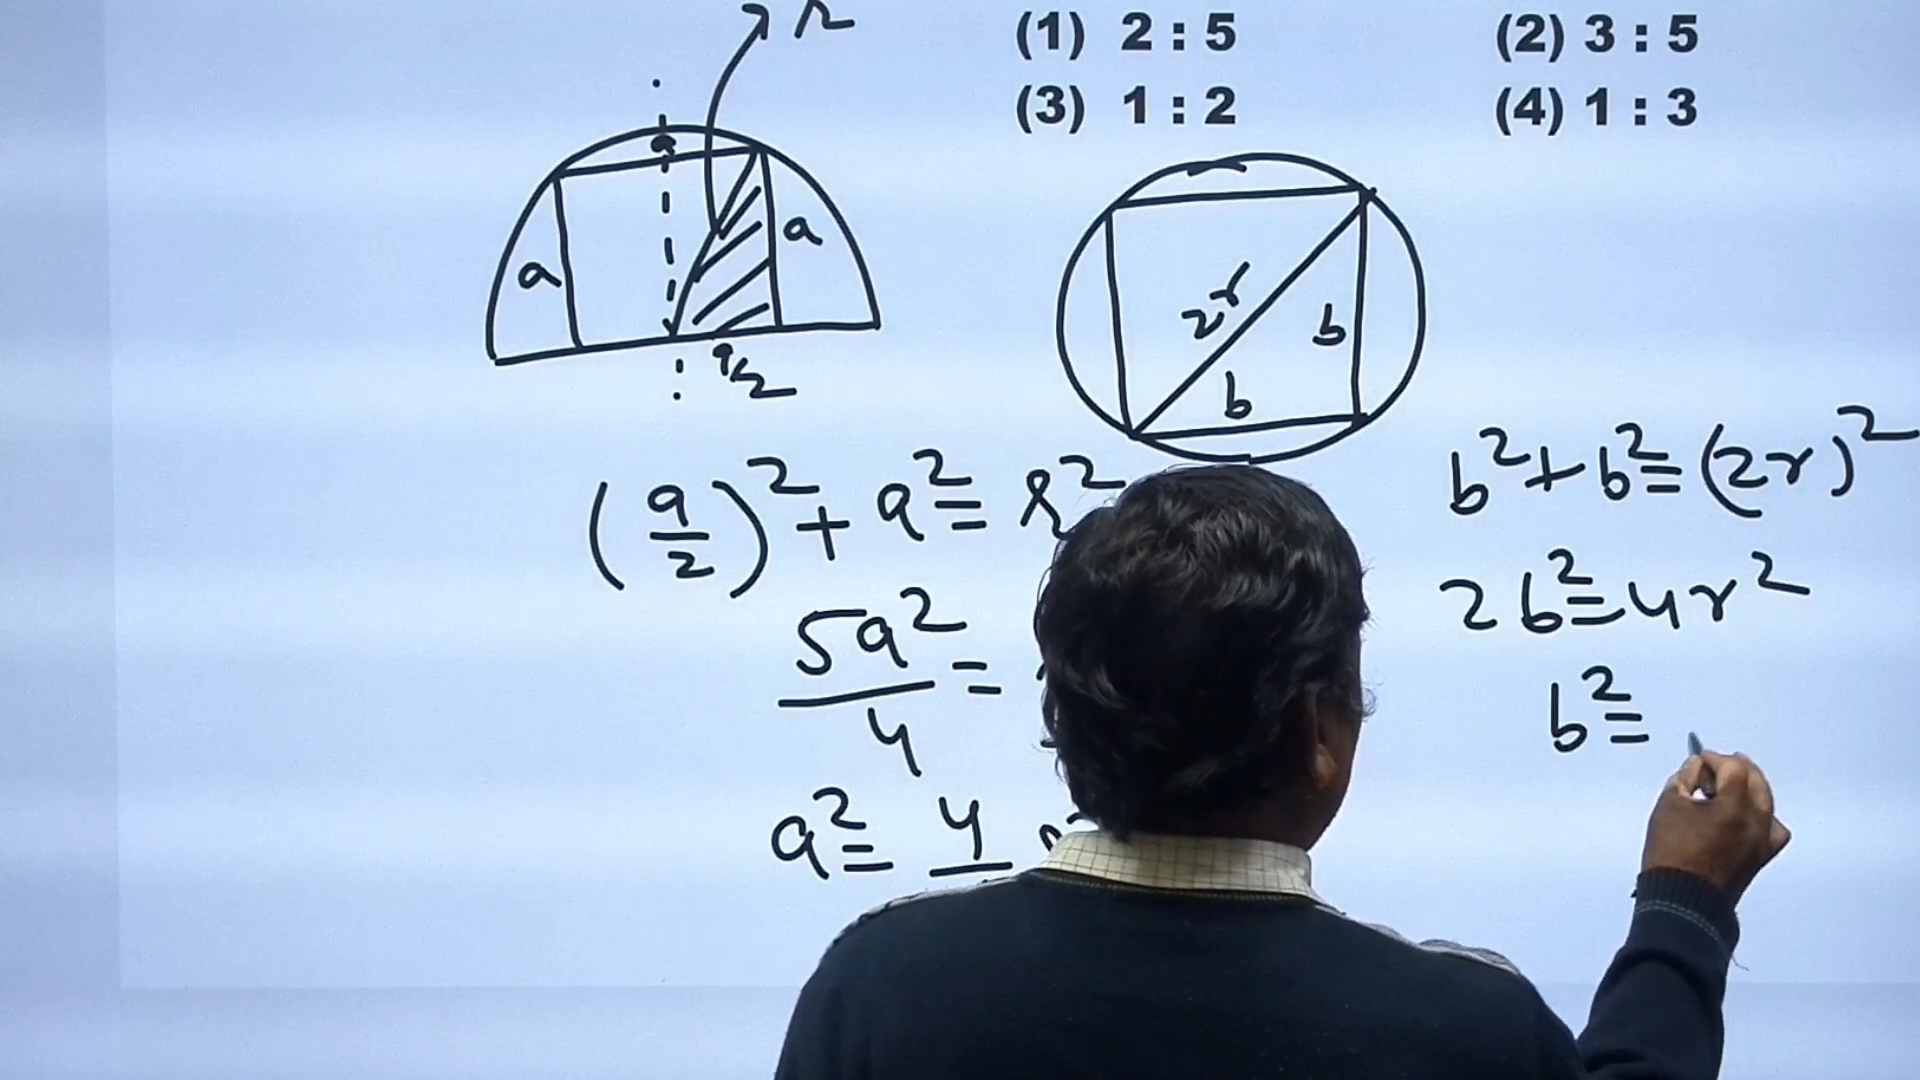 r
(1) 2 : 5 (2) 3 : 5
(3) 1 : 2 (4) 1 : 3
a
a a
a/2
2r b
b
(a/2)² + a² = r²
5a²/4 =
a² = 4
b² + b² = (2r)²
2b² = 4r²
b² =